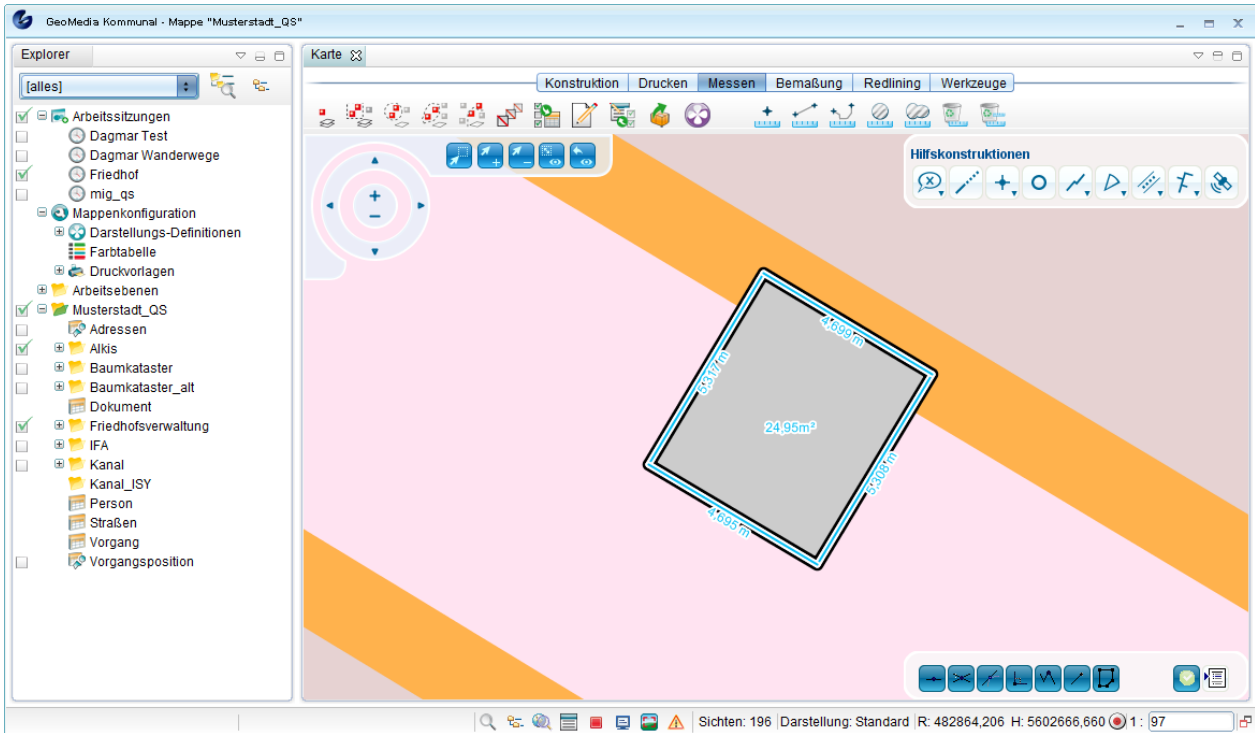 GeoMedia Kommunal - Mappe "Musterstadt_QS"
Explorer
[alles]
Arbeitssitzungen
Dagmar Test
Dagmar Wanderwege
Friedhof
mig_qs
Mappenkonfiguration
Darstellungs-Definitionen
Farbtabelle
Druckvorlagen
Arbeitsebenen
Musterstadt_QS
Adressen
Alkis
Baumkataster
Baumkataster_alt
Dokument
Friedhofsverwaltung
IFA
Kanal
Kanal_ISY
Person
Straßen
Vorgang
Vorgangsposition
Karte
Konstruktion Drucken Messen Bemaßung Redlining Werkzeuge
Hilfskonstruktionen
4,699 m
5,317 m
24,95m²
5,308 m
4,695 m
Sichten: 196 Darstellung: Standard R: 482864,206 H: 5602666,660 1 : 97